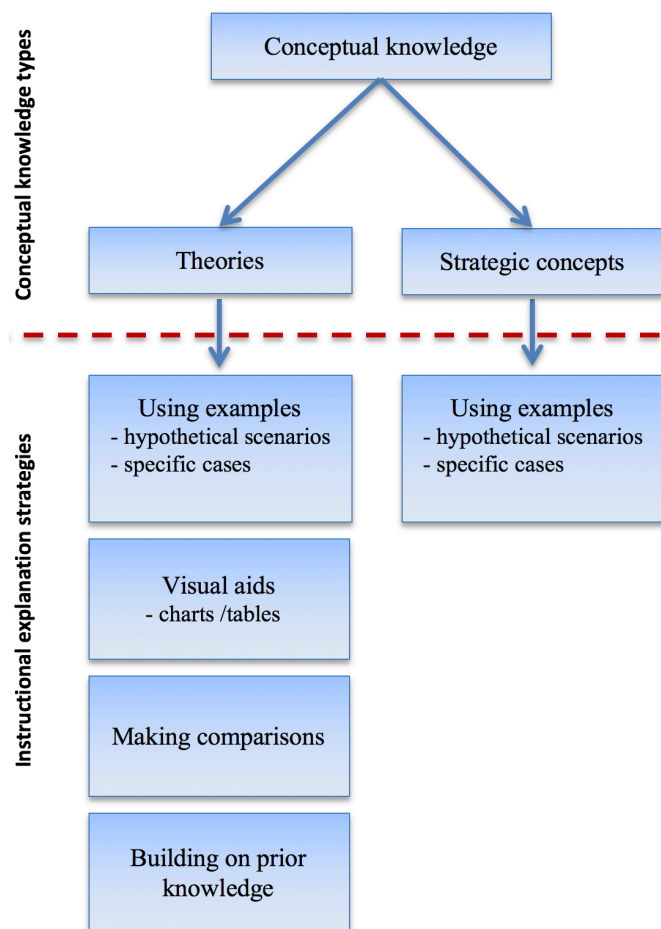 Conceptual knowledge types
Conceptual knowledge
Theories
Strategic concepts
Instructional explanation strategies
Using examples
- hypothetical scenarios
- specific cases
Using examples
- hypothetical scenarios
- specific cases
Visual aids
- charts /tables
Making comparisons
Building on prior
knowledge